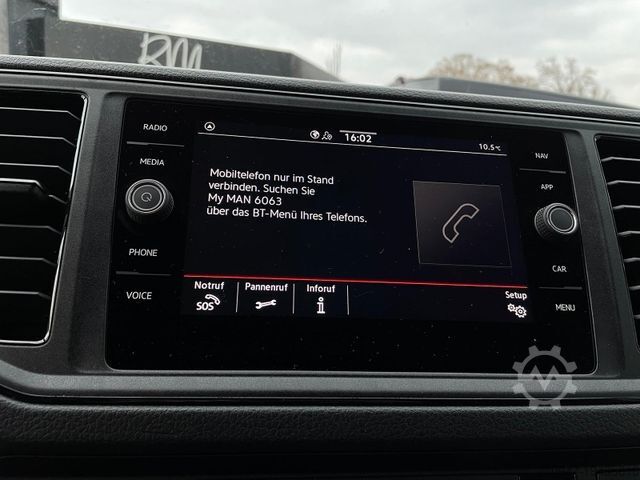 RM
RADIO
MEDIA
PHONE
VOICE
16:02
10.5°C
Mobiltelefon nur im Stand
verbinden. Suchen Sie
My MAN 6063
über das BT-Menü Ihres Telefons.
Notruf
SOS
Pannenruf
Inforuf
i
Setup
NAV
APP
CAR
MENU
M